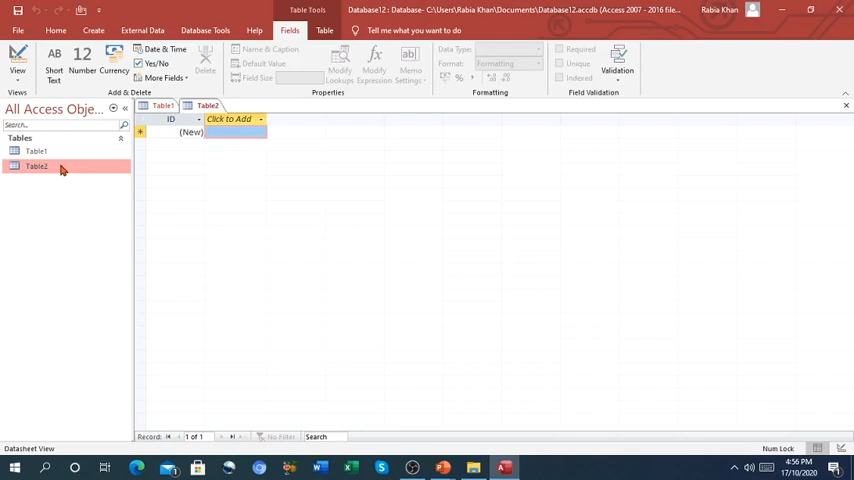 Table Tools
Database12 : Database- C:\Users\Rabia Khan\Documents\Database12.accdb (Access 2007 - 2016 file...
Rabia Khan
File Home Create External Data Database Tools Help Fields Table Tell me what you want to do
AB 12 Date & Time Name & Caption Data Type: Required
View Short Text Number Currency Yes/No Delete Default Value Modify Lookups Modify Expression Memo Settings Format: Formatting Unique Validation
More Fields Field Size % Indexed
Views Add & Delete Properties Formatting Field Validation
All Access Obje... Table1 Table2
Search... ID Click to Add
Tables (New)
Table1
Table2
Record: 1 of 1 No Filter Search
Datasheet View Num Lock
4:56 PM
17/10/2020